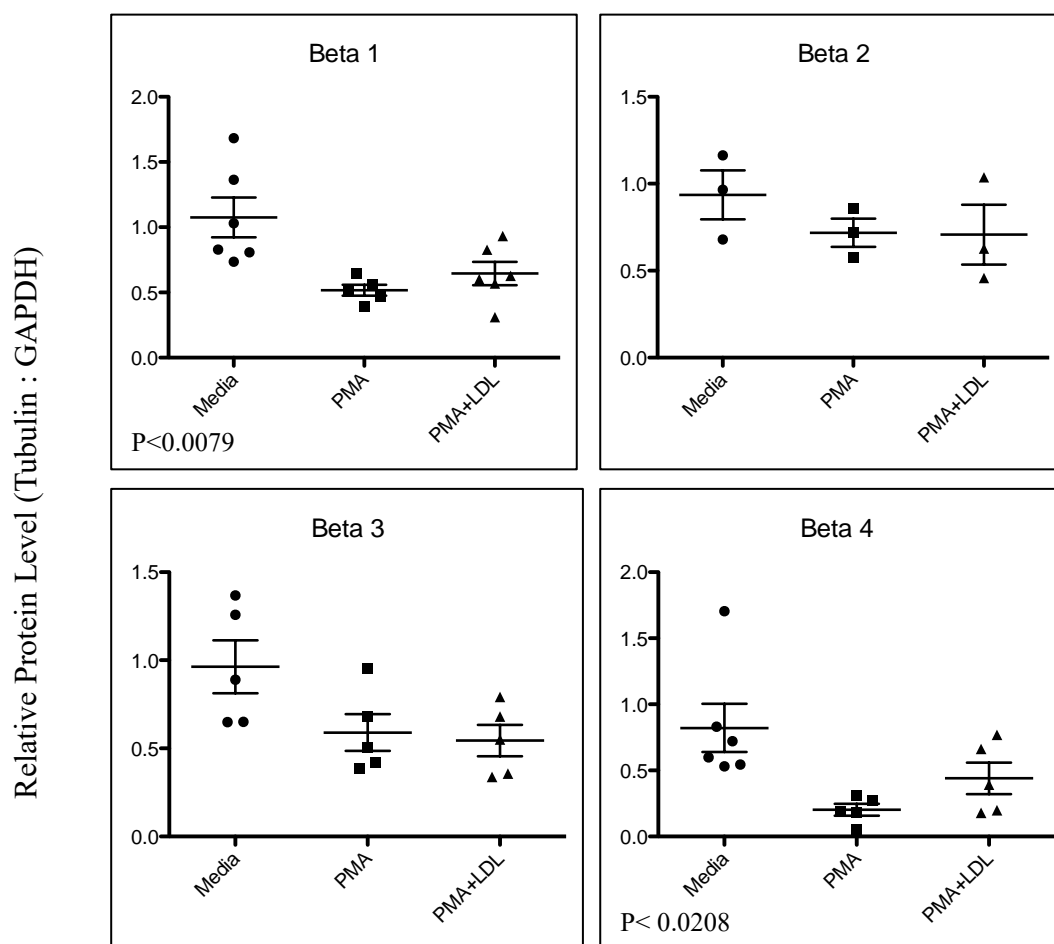 Relative Protein Level (Tubulin : GAPDH)
Beta 1
2.0
1.5
1.0
0.5
0.0
Media
PMA
PMA+LDL
P<0.0079
Beta 2
1.5
1.0
0.5
0.0
Media
PMA
PMA+LDL
Beta 3
1.5
1.0
0.5
0.0
Media
PMA
PMA+LDL
Beta 4
2.0
1.5
1.0
0.5
0.0
Media
PMA
PMA+LDL
P< 0.0208